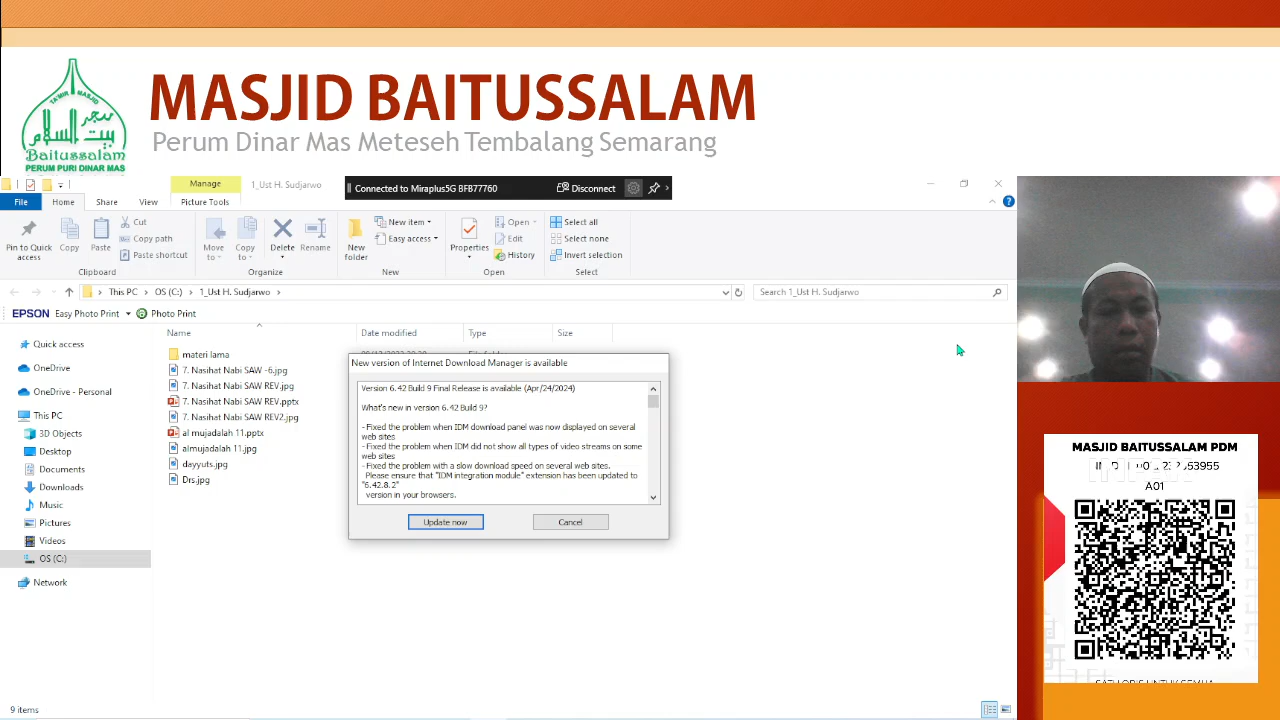 MASJID BAITUSSALAM
Perum Dinar Mas Meteseh Tembalang Semarang
TA'MIR MASJID
Baitussalam
PERUM PURI DINAR MAS
Manage
1_Ust H. Sudjarwo
Connected to Miraplus5G BFB77760
Disconnect
File
Home
Share
View
Picture Tools
Pin to Quick access
Copy
Paste
Cut
Copy path
Paste shortcut
Clipboard
Move to
Copy to
Delete
Rename
Organize
New folder
New item
Easy access
New
Properties
Open
Edit
History
Open
Select all
Select none
Invert selection
Select
This PC > OS (C:) > 1_Ust H. Sudjarwo >
Search 1_Ust H. Sudjarwo
EPSON Easy Photo Print
Photo Print
Name
Date modified
Type
Size
Quick access
OneDrive
OneDrive - Personal
This PC
3D Objects
Desktop
Documents
Downloads
Music
Pictures
Videos
OS (C:)
Network
materi lama
7. Nasihat Nabi SAW -6.jpg
7. Nasihat Nabi SAW REV.jpg
7. Nasihat Nabi SAW REV.pptx
7. Nasihat Nabi SAW REV2.jpg
al mujadalah 11.pptx
almujadalah 11.jpg
dayyuts.jpg
Drs.jpg
New version of Internet Download Manager is available
Version 6.42 Build 9 Final Release is available (Apr/24/2024)
What's new in version 6.42 Build 9?
- Fixed the problem when IDM download panel was now displayed on several
web sites
- Fixed the problem when IDM did not show all types of video streams on some
web sites
- Fixed the problem with a slow download speed on several web sites.
Please ensure that "IDM integration module" extension has been updated to
"6.42.8.2"
version in your browsers.
Update now
Cancel
9 items
MASJID BAITUSSALAM PDM
A01